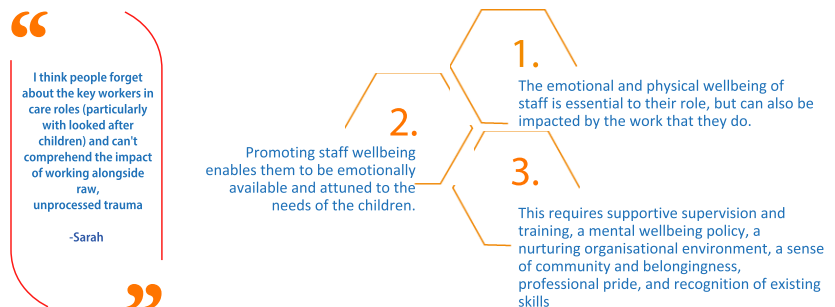 “
I think people forget
about the key workers in
care roles (particularly
with looked after
children) and can't
comprehend the impact
of working alongside
raw,
unprocessed trauma
-Sarah
”
1.
The emotional and physical wellbeing of
staff is essential to their role, but can also be
impacted by the work that they do.
2.
Promoting staff wellbeing
enables them to be emotionally
available and attuned to the
needs of the children.
3.
This requires supportive supervision and
training, a mental wellbeing policy, a
nurturing organisational environment, a sense
of community and belongingness,
professional pride, and recognition of existing
skills